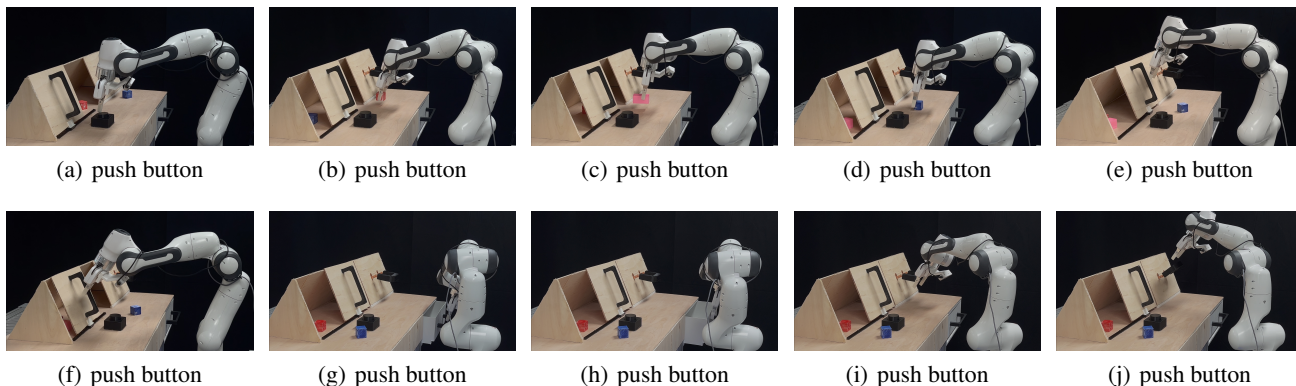 (a) push button
(b) push button
(c) push button
(d) push button
(e) push button
(f) push button
(g) push button
(h) push button
(i) push button
(j) push button